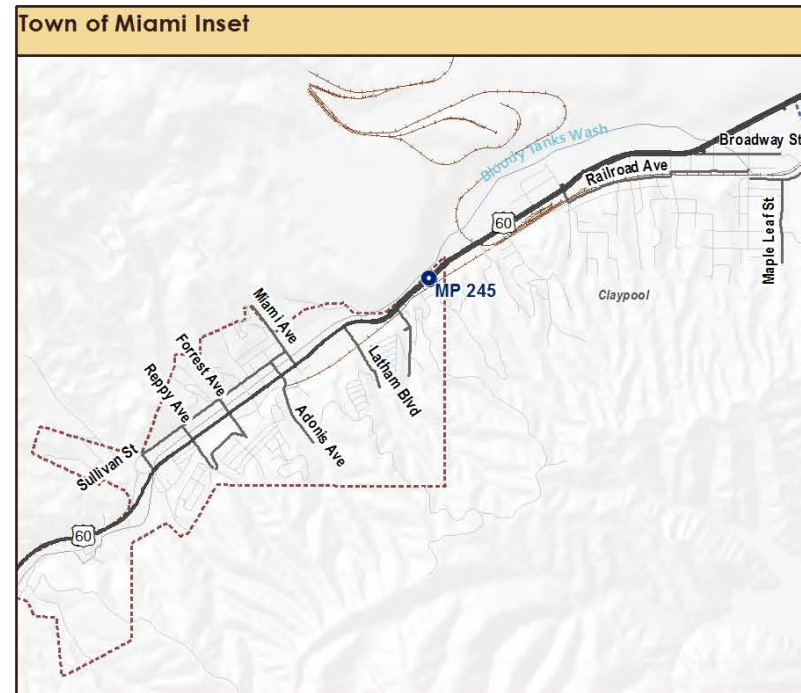 Town of Miami Inset
Bloody Tanks Wash
Broadway St
Railroad Ave
60
Maple Leaf St
MP 245
Claypool
Miami Ave
Forrest Ave
Reppy Ave
Latham Blvd
Adonis Ave
Sullivan St
60